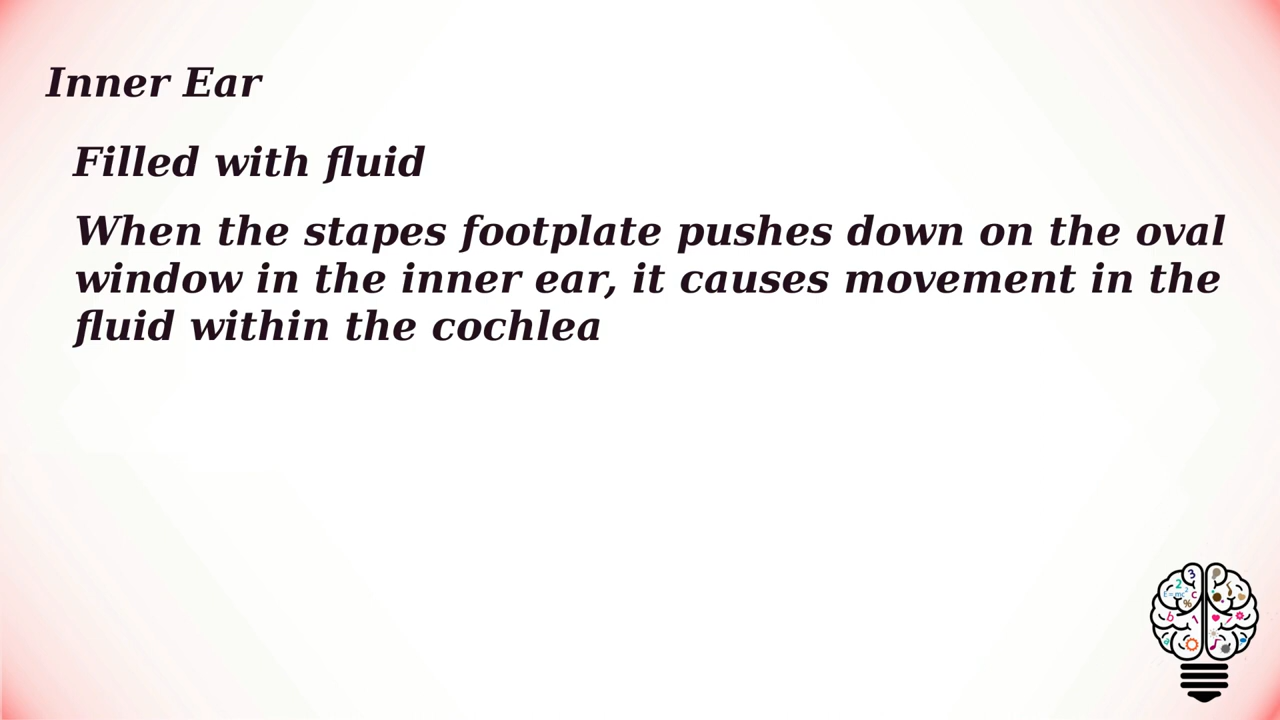 Inner Ear
Filled with fluid
When the stapes footplate pushes down on the oval
window in the inner ear, it causes movement in the
fluid within the cochlea